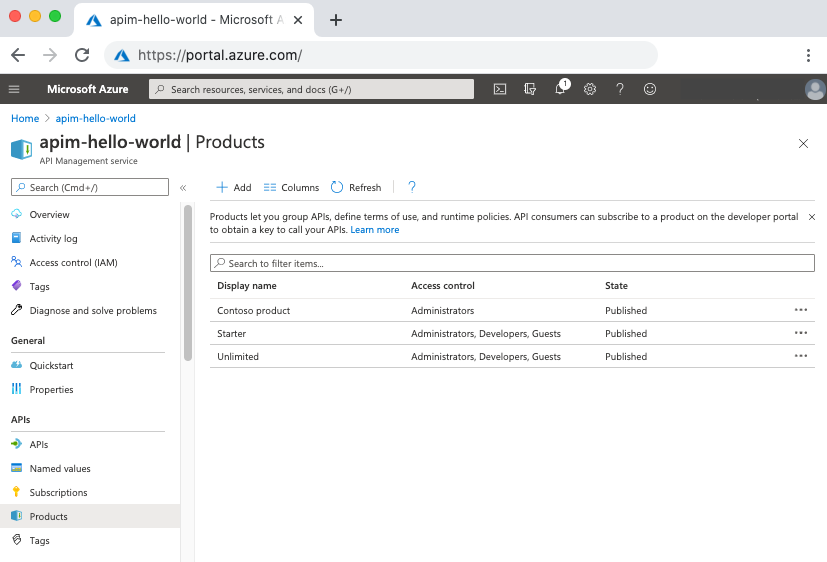 apim-hello-world - Microsoft A
https://portal.azure.com/
Microsoft Azure
Search resources, services, and docs (G+/)
1
Home > apim-hello-world
apim-hello-world | Products
API Management service
Search (Cmd+/)
«
Overview
Activity log
Access control (IAM)
Tags
Diagnose and solve problems
General
Quickstart
Properties
APIs
APIs
Named values
Subscriptions
Products
Tags
Add Columns Refresh ?
Products let you group APIs, define terms of use, and runtime policies. API consumers can subscribe to a product on the developer portal
to obtain a key to call your APIs. Learn more
Search to filter items...
Display name Access control State
Contoso product Administrators Published
Starter Administrators, Developers, Guests Published
Unlimited Administrators, Developers, Guests Published